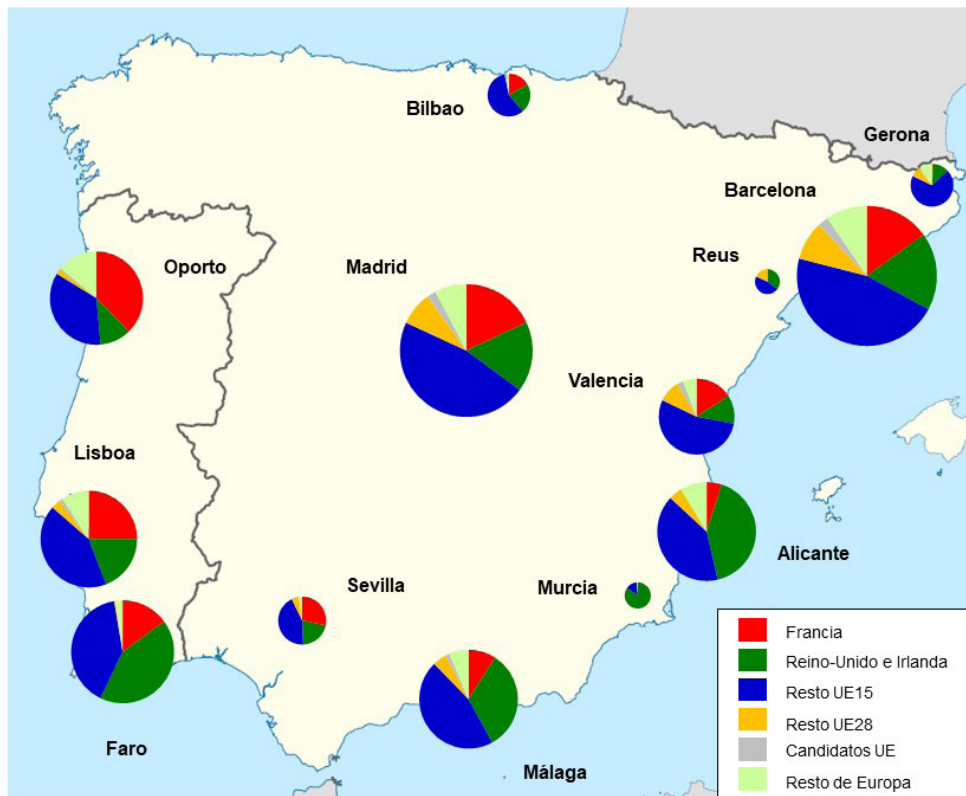 Bilbao
Gerona
Barcelona
Oporto
Madrid
Reus
Valencia
Lisboa
Alicante
Sevilla
Murcia
Faro
Málaga
Francia
Reino-Unido e Irlanda
Resto UE15
Resto UE28
Candidatos UE
Resto de Europa